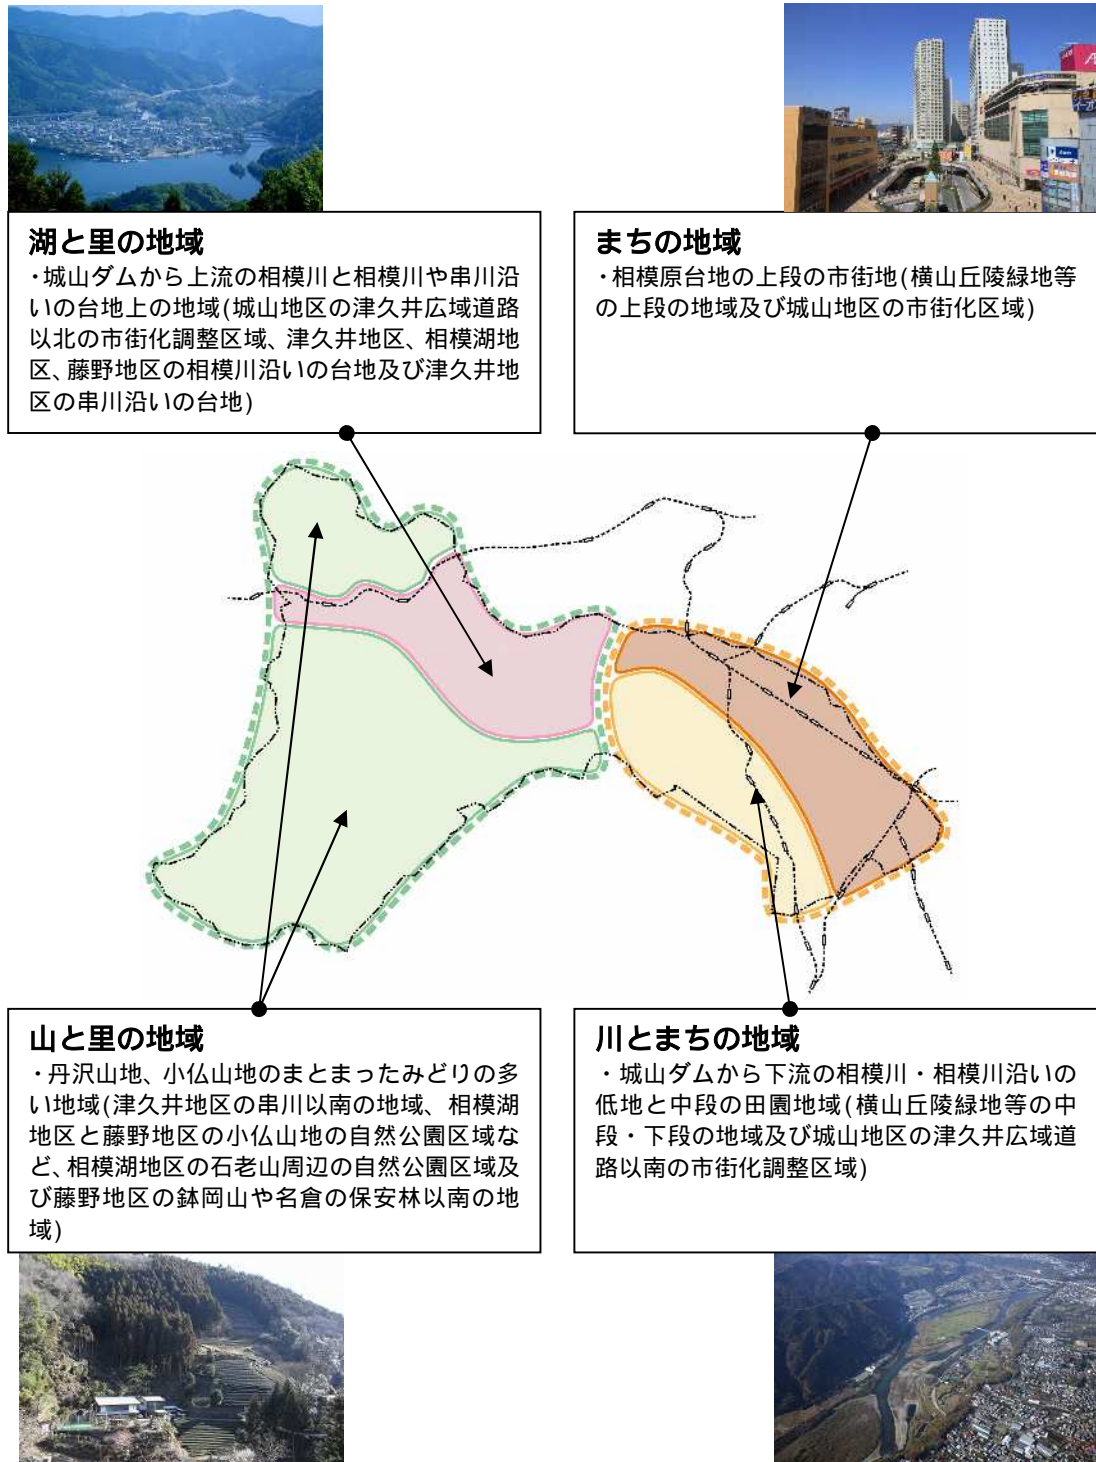 湖と里の地域
・城山ダムから上流の相模川と相模川や串川沿
いの台地上の地域(城山地区の津久井広域道路
以北の市街化調整区域、津久井地区、相模湖地
区、藤野地区の相模川沿いの台地及び津久井地
区の串川沿いの台地)
まちの地域
・相模原台地の上段の市街地(横山丘陵緑地等
の上段の地域及び城山地区の市街化区域)
山と里の地域
・丹沢山地、小仏山地のまとまったみどりの多
い地域(津久井地区の串川以南の地域、相模湖
地区と藤野地区の小仏山地の自然公園区域な
ど、相模湖地区の石老山周辺の自然公園区域及
び藤野地区の鉢岡山や名倉の保安林以南の地
域)
川とまちの地域
・城山ダムから下流の相模川・相模川沿いの
低地と中段の田園地域(横山丘陵緑地等の中
段・下段の地域及び城山地区の津久井広域道
路以南の市街化調整区域)